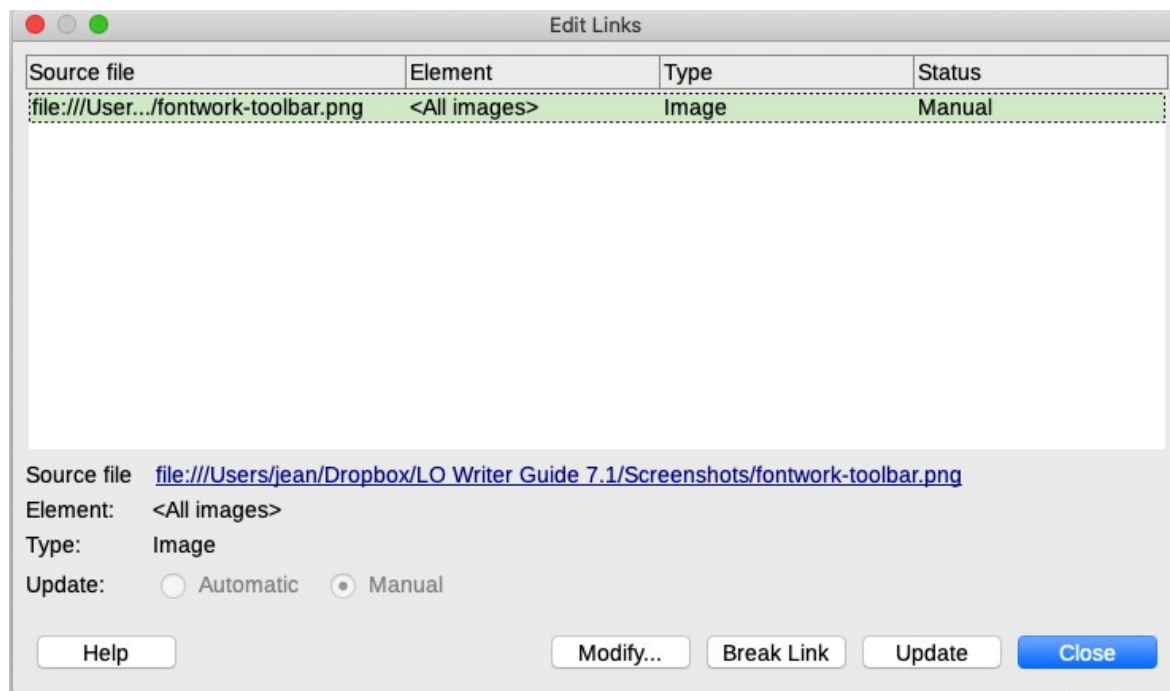 Edit Links
Source file Element Type Status
file:///User.../fontwork-toolbar.png <All images> Image Manual
Source file file:///Users/jean/Dropbox/LO Writer Guide 7.1/Screenshots/fontwork-toolbar.png
Element: <All images>
Type: Image
Update: Automatic Manual
Help Modify... Break Link Update Close